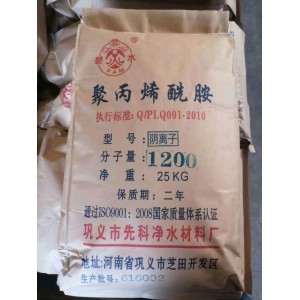 碧水
聚丙烯酰胺
执行标准: Q/PLQ001-2010
型号: 阴离子
分子量: 1200
净重: 25KG
保质期: 二年
通过ISO9001: 2008国家质量体系认证
巩义市先科净水材料厂
地址: 河南省巩义市芝田开发区
生产批号: 616002